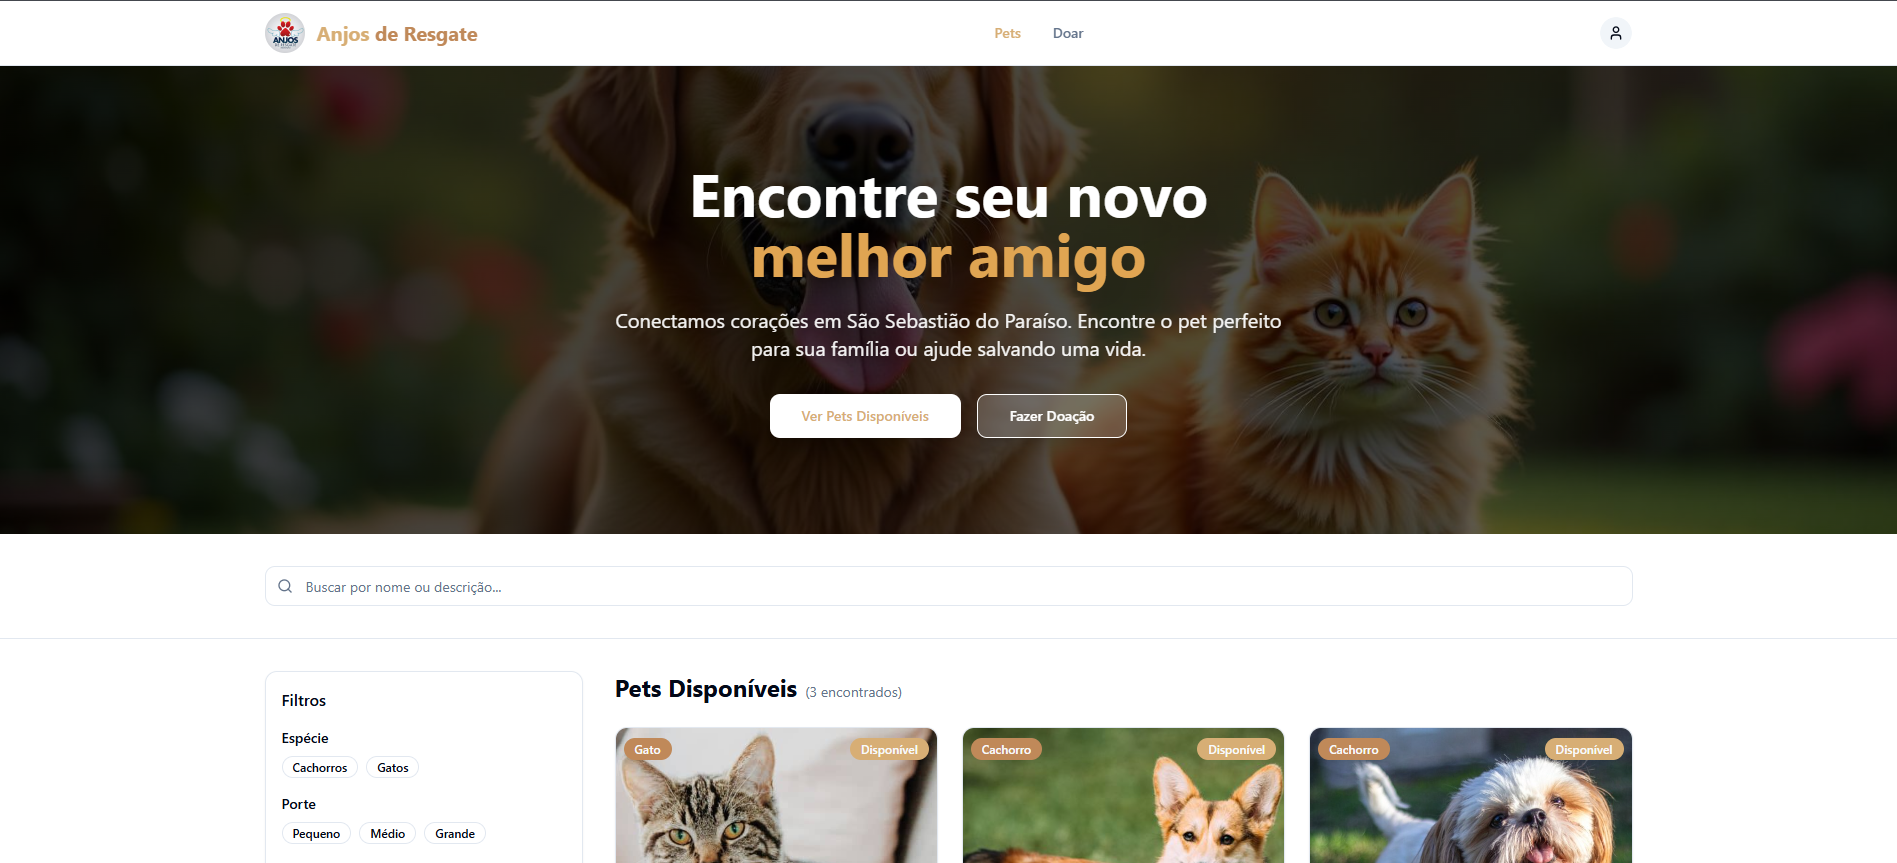 ANJOS
Anjos de Resgate
Pets
Doar
Encontre seu novo
melhor amigo
Conectamos corações em São Sebastião do Paraíso. Encontre o pet perfeito
para sua família ou ajude salvando uma vida.
Ver Pets Disponíveis
Fazer Doação
Buscar por nome ou descrição...
Filtros
Espécie
Cachorros
Gatos
Porte
Pequeno
Médio
Grande
Pets Disponíveis (3 encontrados)
Gato
Disponível
Cachorro
Disponível
Cachorro
Disponível